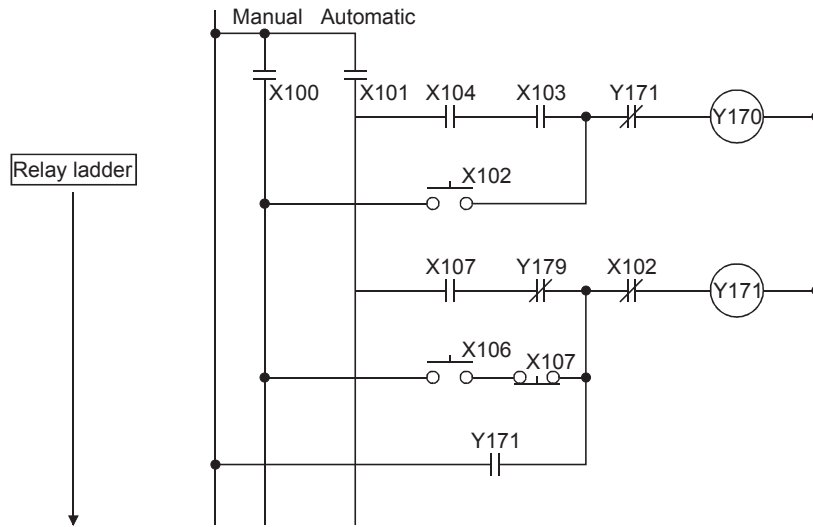 Manual Automatic
X100 X101 X104 X103 Y171 Y170
Relay ladder
X102
X107 Y179 X102 Y171
X106 X107
Y171